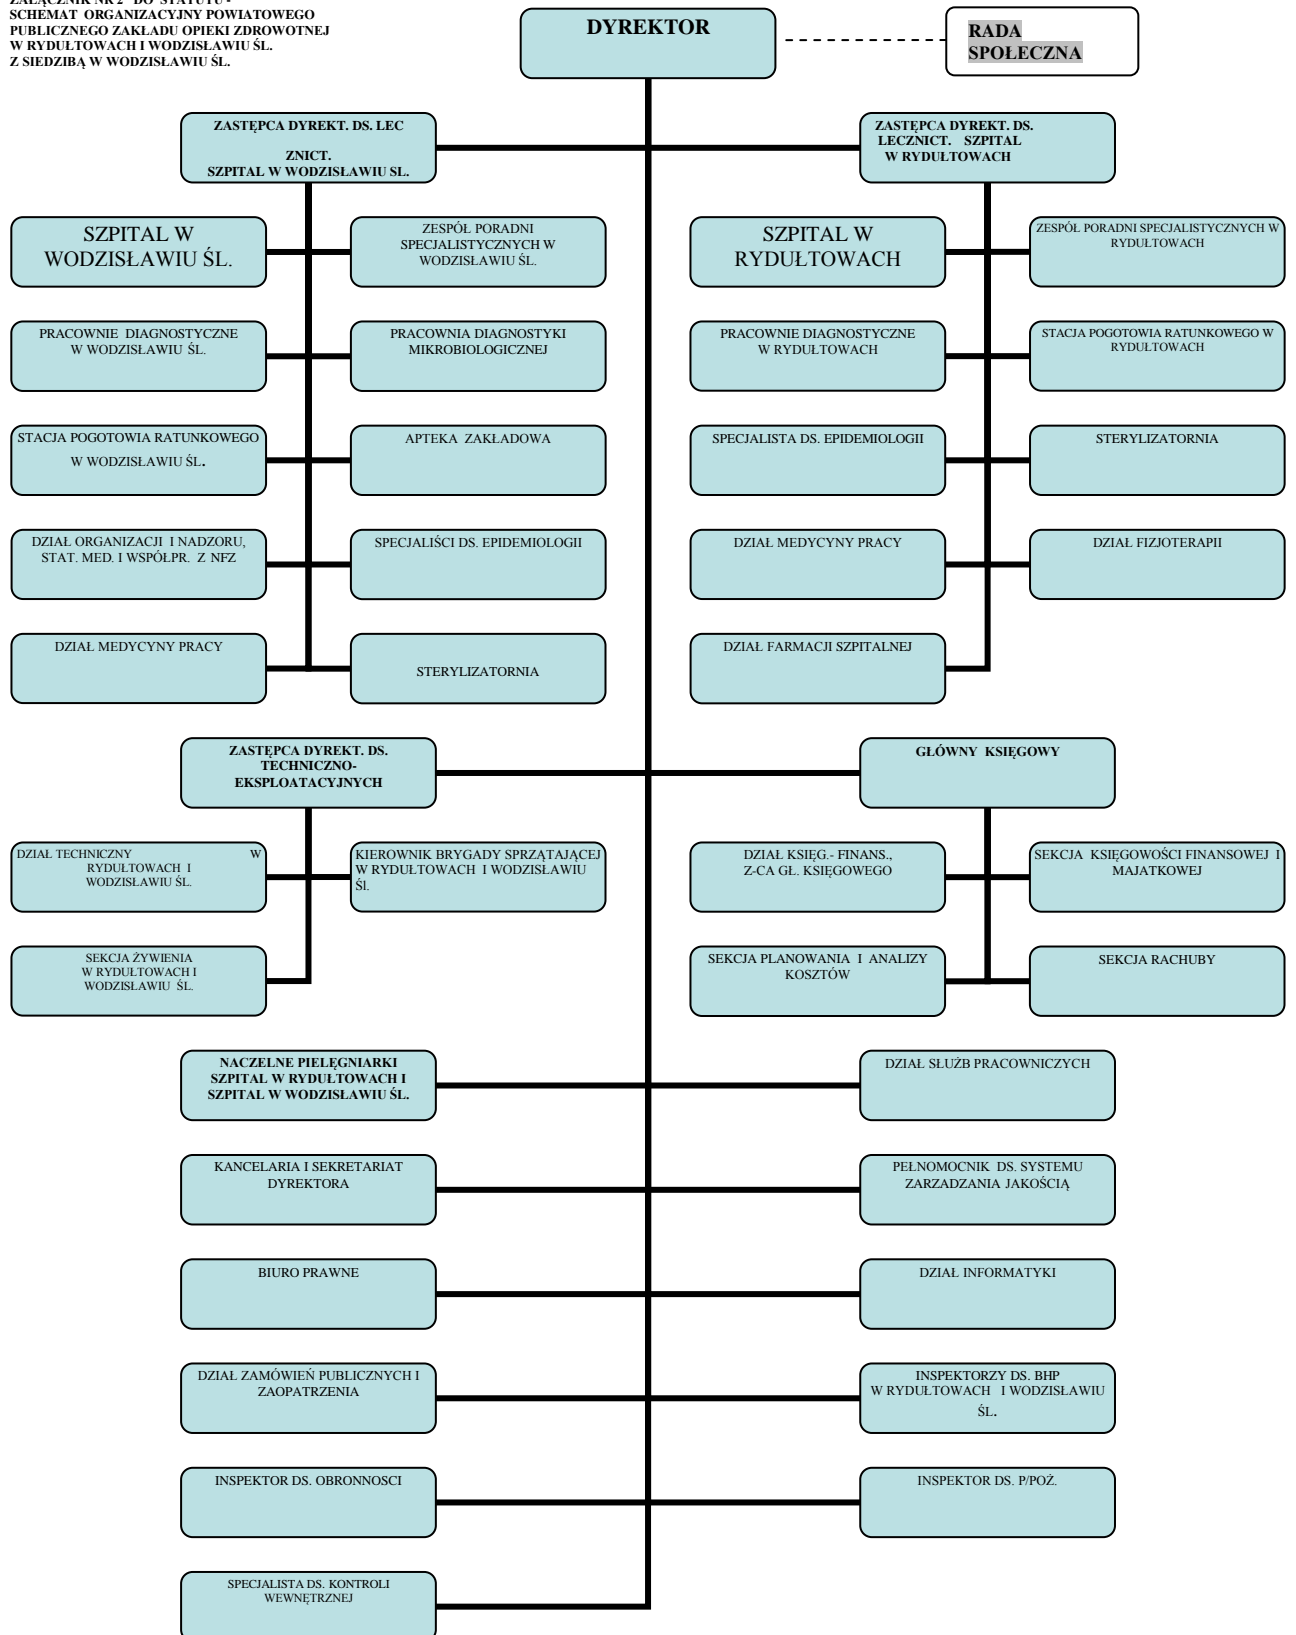 ZAŁĄCZNIK NR 2 DO STATUTU -
SCHEMAT ORGANIZACYJNY POWIATOWEGO
PUBLICZNEGO ZAKŁADU OPIEKI ZDROWOTNEJ
W RYDUŁTOWACH I WODZISŁAWIU ŚL.
Z SIEDZIBĄ W WODZISŁAWIU ŚL.
DYREKTOR
RADA
SPOŁECZNA
ZASTĘPCA DYREKT. DS. LEC
ZNICT.
SZPITAL W WODZISŁAWIU SL.
ZASTĘPCA DYREKT. DS.
LECZNICT. SZPITAL
W RYDUŁTOWACH
SZPITAL W
WODZISŁAWIU ŚL.
ZESPÓŁ PORADNI
SPECJALISTYCZNYCH W
WODZISŁAWIU ŚL.
SZPITAL W
RYDUŁTOWACH
ZESPÓŁ PORADNI SPECJALISTYCZNYCH W
RYDUŁTOWACH
PRACOWNIE DIAGNOSTYCZNE
W WODZISŁAWIU ŚL.
PRACOWNIA DIAGNOSTYKI
MIKROBIOLOGICZNEJ
PRACOWNIE DIAGNOSTYCZNE
W RYDUŁTOWACH
STACJA POGOTOWIA RATUNKOWEGO W
RYDUŁTOWACH
STACJA POGOTOWIA RATUNKOWEGO
W WODZISŁAWIU ŚL.
APTEKA ZAKŁADOWA
SPECJALISTA DS. EPIDEMIOLOGII
STERYLIZATORNIA
DZIAŁ ORGANIZACJI I NADZORU,
STAT. MED. I WSPÓŁPR. Z NFZ
SPECJALIŚCI DS. EPIDEMIOLOGII
DZIAŁ MEDYCYNY PRACY
DZIAŁ FIZJOTERAPII
DZIAŁ MEDYCYNY PRACY
STERYLIZATORNIA
DZIAŁ FARMACJI SZPITALNEJ
ZASTĘPCA DYREKT. DS.
TECHNICZNO-
EKSPLOATACYJNYCH
GŁÓWNY KSIĘGOWY
DZIAŁ TECHNICZNY W
RYDUŁTOWACH I
WODZISŁAWIU ŚL.
KIEROWNIK BRYGADY SPRZĄTAJĄCEJ
W RYDUŁTOWACH I WODZISŁAWIU
Śl.
DZIAŁ KSIĘG.- FINANS.,
Z-CA GŁ. KSIĘGOWEGO
SEKCJA KSIĘGOWOŚCI FINANSOWEJ I
MAJATKOWEJ
SEKCJA ŻYWIENIA
W RYDUŁTOWACH I
WODZISŁAWIU ŚL.
SEKCJA PLANOWANIA I ANALIZY
KOSZTÓW
SEKCJA RACHUBY
NACZELNE PIELĘGNIARKI
SZPITAL W RYDUŁTOWACH I
SZPITAL W WODZISŁAWIU ŚL.
DZIAŁ SŁUŻB PRACOWNICZYCH
KANCELARIA I SEKRETARIAT
DYREKTORA
PEŁNOMOCNIK DS. SYSTEMU
ZARZADZANIA JAKOŚCIĄ
BIURO PRAWNE
DZIAŁ INFORMATYKI
DZIAŁ ZAMÓWIEŃ PUBLICZNYCH I
ZAOPATRZENIA
INSPEKTORZY DS. BHP
W RYDUŁTOWACH I WODZISŁAWIU
ŚL.
INSPEKTOR DS. OBRONNOSCI
INSPEKTOR DS. P/POŻ.
SPECJALISTA DS. KONTROLI
WEWNĘTRZNEJ